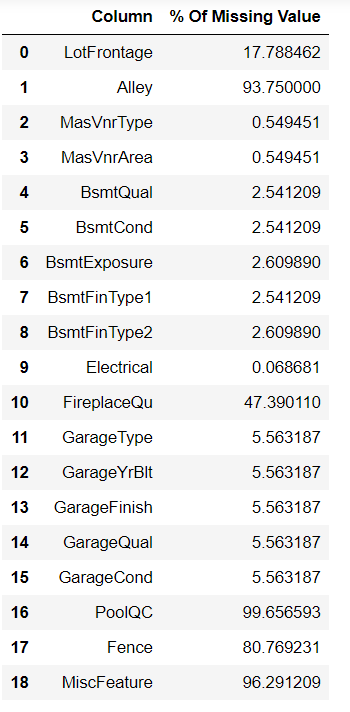 Column % Of Missing Value
0 LotFrontage 17.788462
1 Alley 93.750000
2 MasVnrType 0.549451
3 MasVnrArea 0.549451
4 BsmtQual 2.541209
5 BsmtCond 2.541209
6 BsmtExposure 2.609890
7 BsmtFinType1 2.541209
8 BsmtFinType2 2.609890
9 Electrical 0.068681
10 FireplaceQu 47.390110
11 GarageType 5.563187
12 GarageYrBlt 5.563187
13 GarageFinish 5.563187
14 GarageQual 5.563187
15 GarageCond 5.563187
16 PoolQC 99.656593
17 Fence 80.769231
18 MiscFeature 96.291209